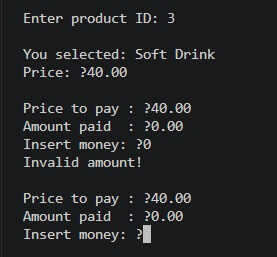 Enter product ID: 3
You selected: Soft Drink
Price: ?40.00
Price to pay : ?40.00
Amount paid  : ?0.00
Insert money: ?0
Invalid amount!
Price to pay : ?40.00
Amount paid  : ?0.00
Insert money: ?